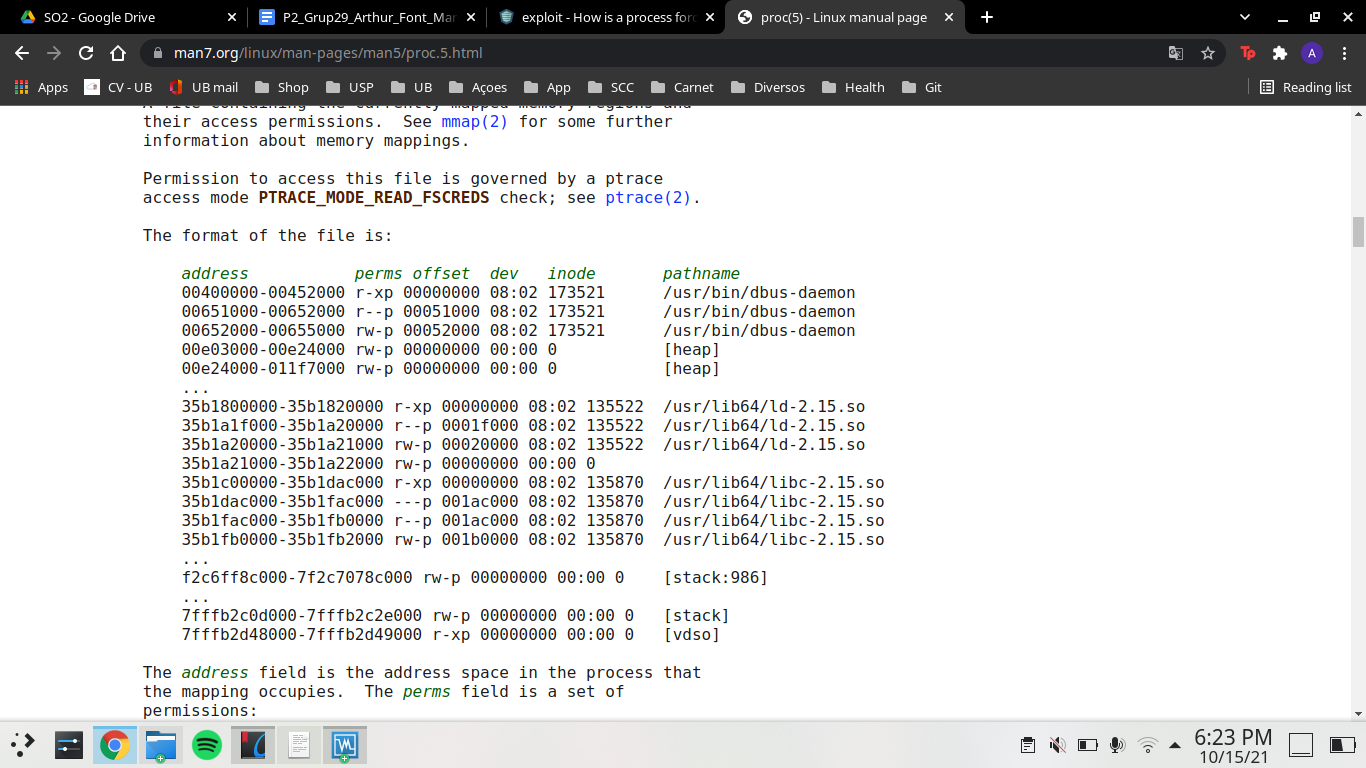 SO2 - Google Drive
P2_Grup29_Arthur_Font_Mar
exploit - How is a process forc
proc(5) - Linux manual page
man7.org/linux/man-pages/man5/proc.5.html
Tp
A
Apps
CV - UB
UB mail
Shop
USP
UB
Açoes
App
SCC
Carnet
Diversos
Health
Git
Reading list
A file containing the currently mapped memory regions and
their access permissions.  See mmap(2) for some further
information about memory mappings.
Permission to access this file is governed by a ptrace
access mode PTRACE_MODE_READ_FSCREDS check; see ptrace(2).
The format of the file is:
address           perms offset  dev   inode       pathname
00400000-00452000 r-xp 00000000 08:02 173521      /usr/bin/dbus-daemon
00651000-00652000 r--p 00051000 08:02 173521      /usr/bin/dbus-daemon
00652000-00655000 rw-p 00052000 08:02 173521      /usr/bin/dbus-daemon
00e03000-00e24000 rw-p 00000000 00:00 0           [heap]
00e24000-011f7000 rw-p 00000000 00:00 0           [heap]
...
35b1800000-35b1820000 r-xp 00000000 08:02 135522  /usr/lib64/ld-2.15.so
35b1a1f000-35b1a20000 r--p 0001f000 08:02 135522  /usr/lib64/ld-2.15.so
35b1a20000-35b1a21000 rw-p 00020000 08:02 135522  /usr/lib64/ld-2.15.so
35b1a21000-35b1a22000 rw-p 00000000 00:00 0
35b1c00000-35b1dac000 r-xp 00000000 08:02 135870  /usr/lib64/libc-2.15.so
35b1dac000-35b1fac000 ---p 001ac000 08:02 135870  /usr/lib64/libc-2.15.so
35b1fac000-35b1fb0000 r--p 001ac000 08:02 135870  /usr/lib64/libc-2.15.so
35b1fb0000-35b1fb2000 rw-p 001b0000 08:02 135870  /usr/lib64/libc-2.15.so
...
f2c6ff8c000-7f2c7078c000 rw-p 00000000 00:00 0    [stack:986]
...
7fffb2c0d000-7fffb2c2e000 rw-p 00000000 00:00 0   [stack]
7fffb2d48000-7fffb2d49000 r-xp 00000000 00:00 0   [vdso]
The address field is the address space in the process that
the mapping occupies.  The perms field is a set of
permissions:
6:23 PM
10/15/21